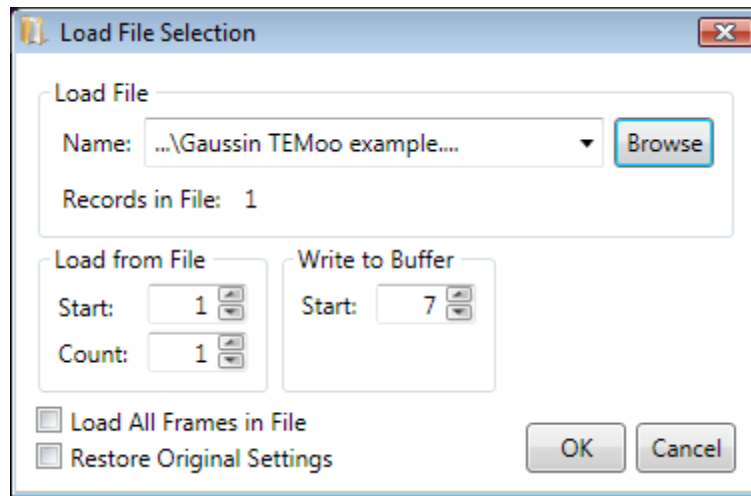 Load File Selection
Load File
Name: ...\Gaussin TEMoo example.... Browse
Records in File: 1
Load from File
Start: 1
Count: 1
Write to Buffer
Start: 7
Load All Frames in File
Restore Original Settings
OK Cancel